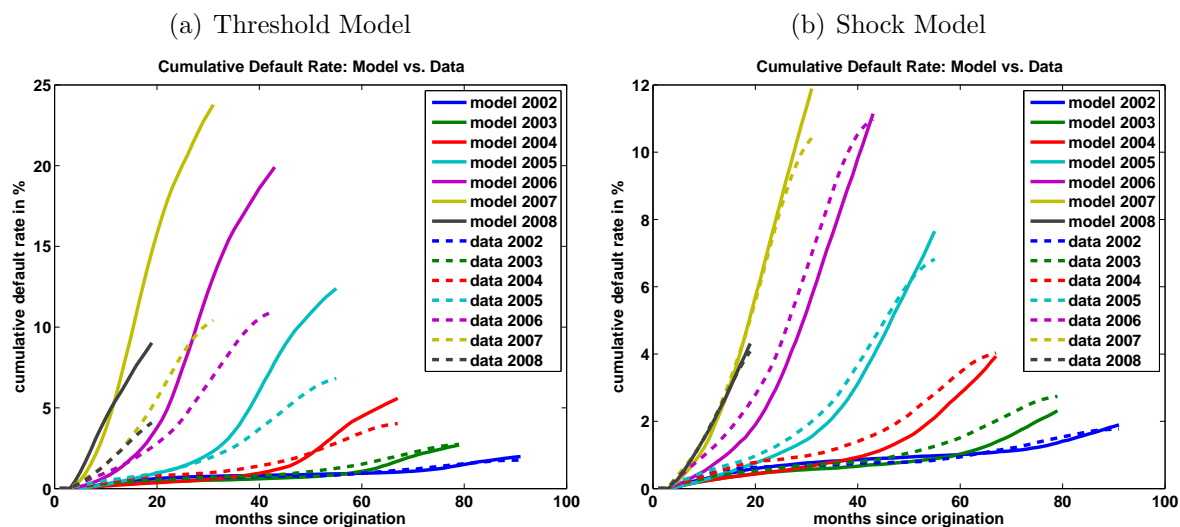 (a) Threshold Model
Cumulative Default Rate: Model vs. Data
25
20
15
10
5
0
0
20
40
60
80
100
cumulative default rate in %
months since origination
model 2002
model 2003
model 2004
model 2005
model 2006
model 2007
model 2008
data 2002
data 2003
data 2004
data 2005
data 2006
data 2007
data 2008
(b) Shock Model
Cumulative Default Rate: Model vs. Data
12
10
8
6
4
2
0
0
20
40
60
80
100
cumulative default rate in %
months since origination
model 2002
model 2003
model 2004
model 2005
model 2006
model 2007
model 2008
data 2002
data 2003
data 2004
data 2005
data 2006
data 2007
data 2008